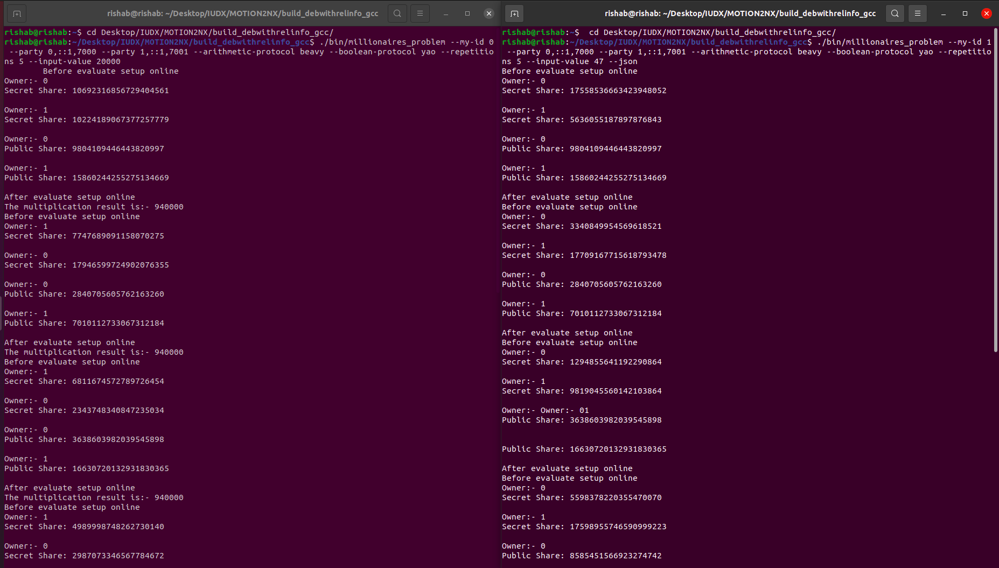 rishab@rishab: ~/Desktop/IUDX/MOTION2NX/build_debwithrelinfo_gcc
rishab@rishab:~$ cd Desktop/IUDX/MOTION2NX/build_debwithrelinfo_gcc/
rishab@rishab:~/Desktop/IUDX/MOTION2NX/build_debwithrelinfo_gcc$ ./bin/millionaires_problem --my-id 0
--party 0,::1,7000 --party 1,::1,7001 --arithmetic-protocol beavy --boolean-protocol yao --repetitio
ns 5 --input-value 20000
Before evaluate setup online
Owner:- 0
Secret Share: 10692316856729404561
Owner:- 1
Secret Share: 10224189067377257779
Owner:- 0
Public Share: 9804109446443820997
Owner:- 1
Public Share: 15860244255275134669
After evaluate setup online
The multiplication result is:- 940000
Before evaluate setup online
Owner:- 1
Secret Share: 7747689091158070275
Owner:- 0
Secret Share: 17946599724902076355
Owner:- 0
Public Share: 2840705605762163260
Owner:- 1
Public Share: 7010112733067312184
After evaluate setup online
The multiplication result is:- 940000
Before evaluate setup online
Owner:- 1
Secret Share: 6811674572789726454
Owner:- 0
Secret Share: 2343748340847235034
Owner:- 0
Public Share: 3638603982039545898
Owner:- 1
Public Share: 16630720132931830365
After evaluate setup online
The multiplication result is:- 940000
Before evaluate setup online
Owner:- 1
Secret Share: 4989998748262730140
Owner:- 0
Secret Share: 2987073346567784672
rishab@rishab: ~/Desktop/IUDX/MOTION2NX/build_debwithrelinfo_gcc
rishab@rishab:~$  cd Desktop/IUDX/MOTION2NX/build_debwithrelinfo_gcc/
rishab@rishab:~/Desktop/IUDX/MOTION2NX/build_debwithrelinfo_gcc$ ./bin/millionaires_problem --my-id 1
--party 0,::1,7000 --party 1,::1,7001 --arithmetic-protocol beavy --boolean-protocol yao --repetitio
ns 5 --input-value 47 --json
Before evaluate setup online
Owner:- 0
Secret Share: 17558536663423948052
Owner:- 1
Secret Share: 5636055187897876843
Owner:- 0
Public Share: 9804109446443820997
Owner:- 1
Public Share: 15860244255275134669
After evaluate setup online
Before evaluate setup online
Owner:- 0
Secret Share: 3340849954569618521
Owner:- 1
Secret Share: 17709167715618793478
Owner:- 0
Public Share: 2840705605762163260
Owner:- 1
Public Share: 7010112733067312184
After evaluate setup online
Before evaluate setup online
Owner:- 0
Secret Share: 1294855641192290864
Owner:- 1
Secret Share: 9819045560142103864
Owner:- Owner:- 01
Public Share: 3638603982039545898
Public Share: 16630720132931830365
After evaluate setup online
Before evaluate setup online
Owner:- 0
Secret Share: 5598378220355470070
Owner:- 1
Secret Share: 17598955746590999223
Owner:- 0
Public Share: 8585451566923274742